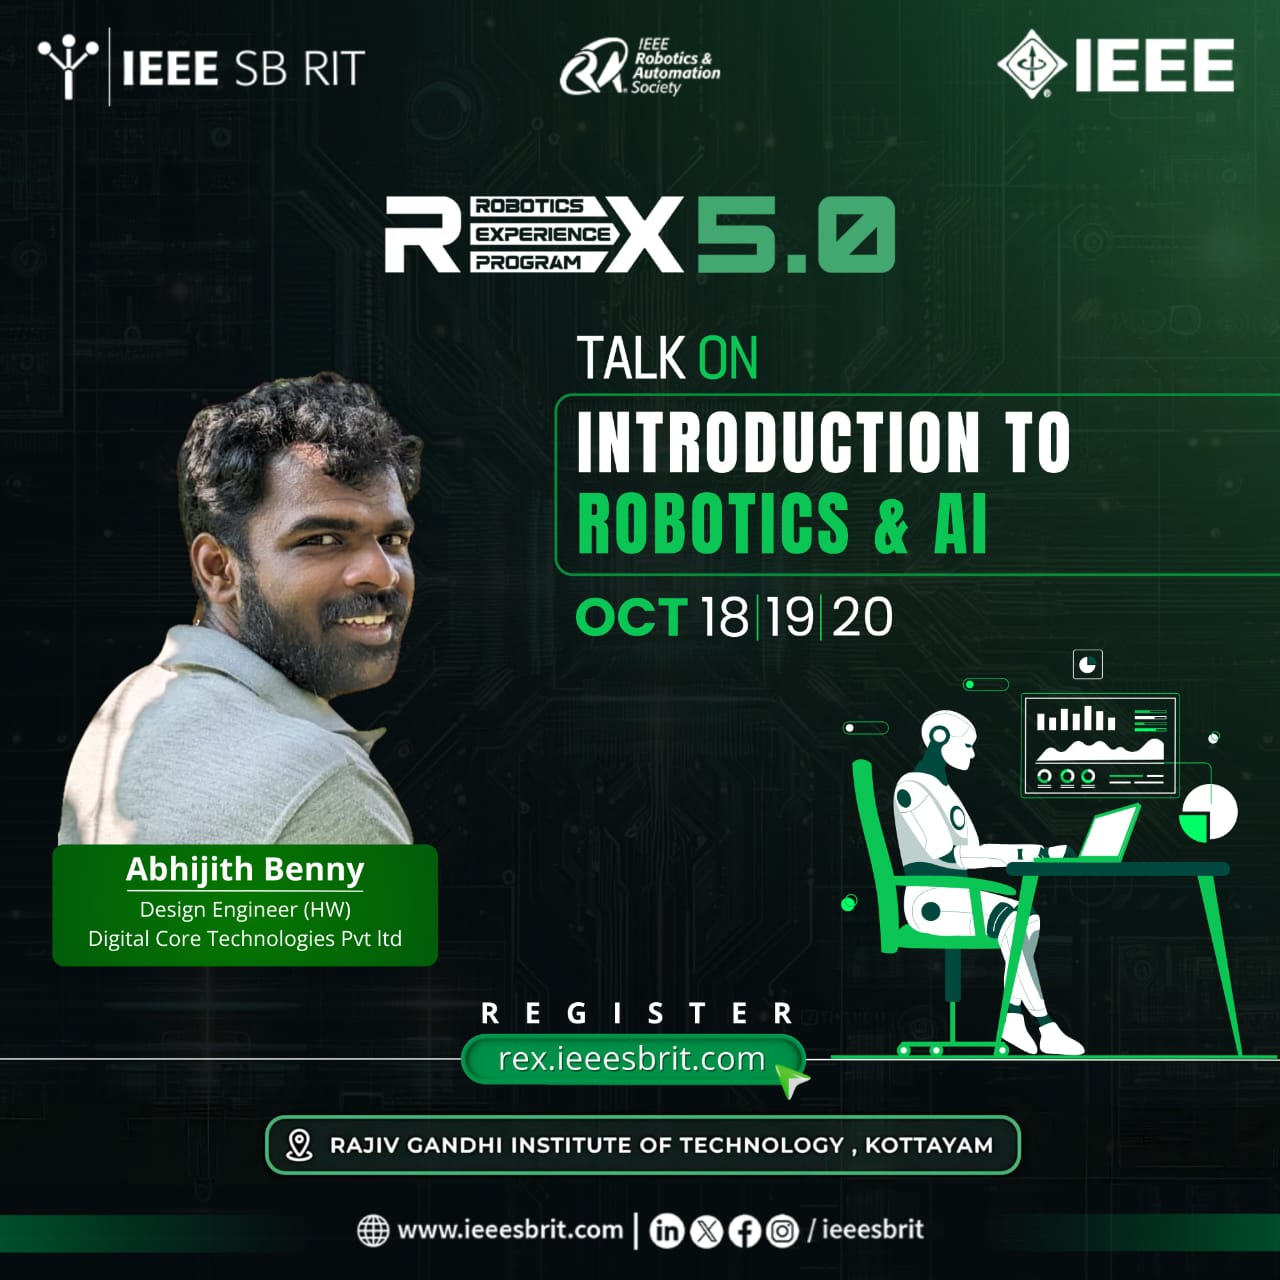 IEEE SB RIT
IEEE
Robotics &
Automation
Society
IEEE
REX 5.0
ROBOTICS
EXPERIENCE
PROGRAM
TALK ON
INTRODUCTION TO
ROBOTICS & AI
OCT 18|19|20
Abhijith Benny
Design Engineer (HW)
Digital Core Technologies Pvt ltd
REGISTER
rex.ieeesbrit.com
RAJIV GANDHI INSTITUTE OF TECHNOLOGY , KOTTAYAM
www.ieeesbrit.com | in X f / ieeesbrit